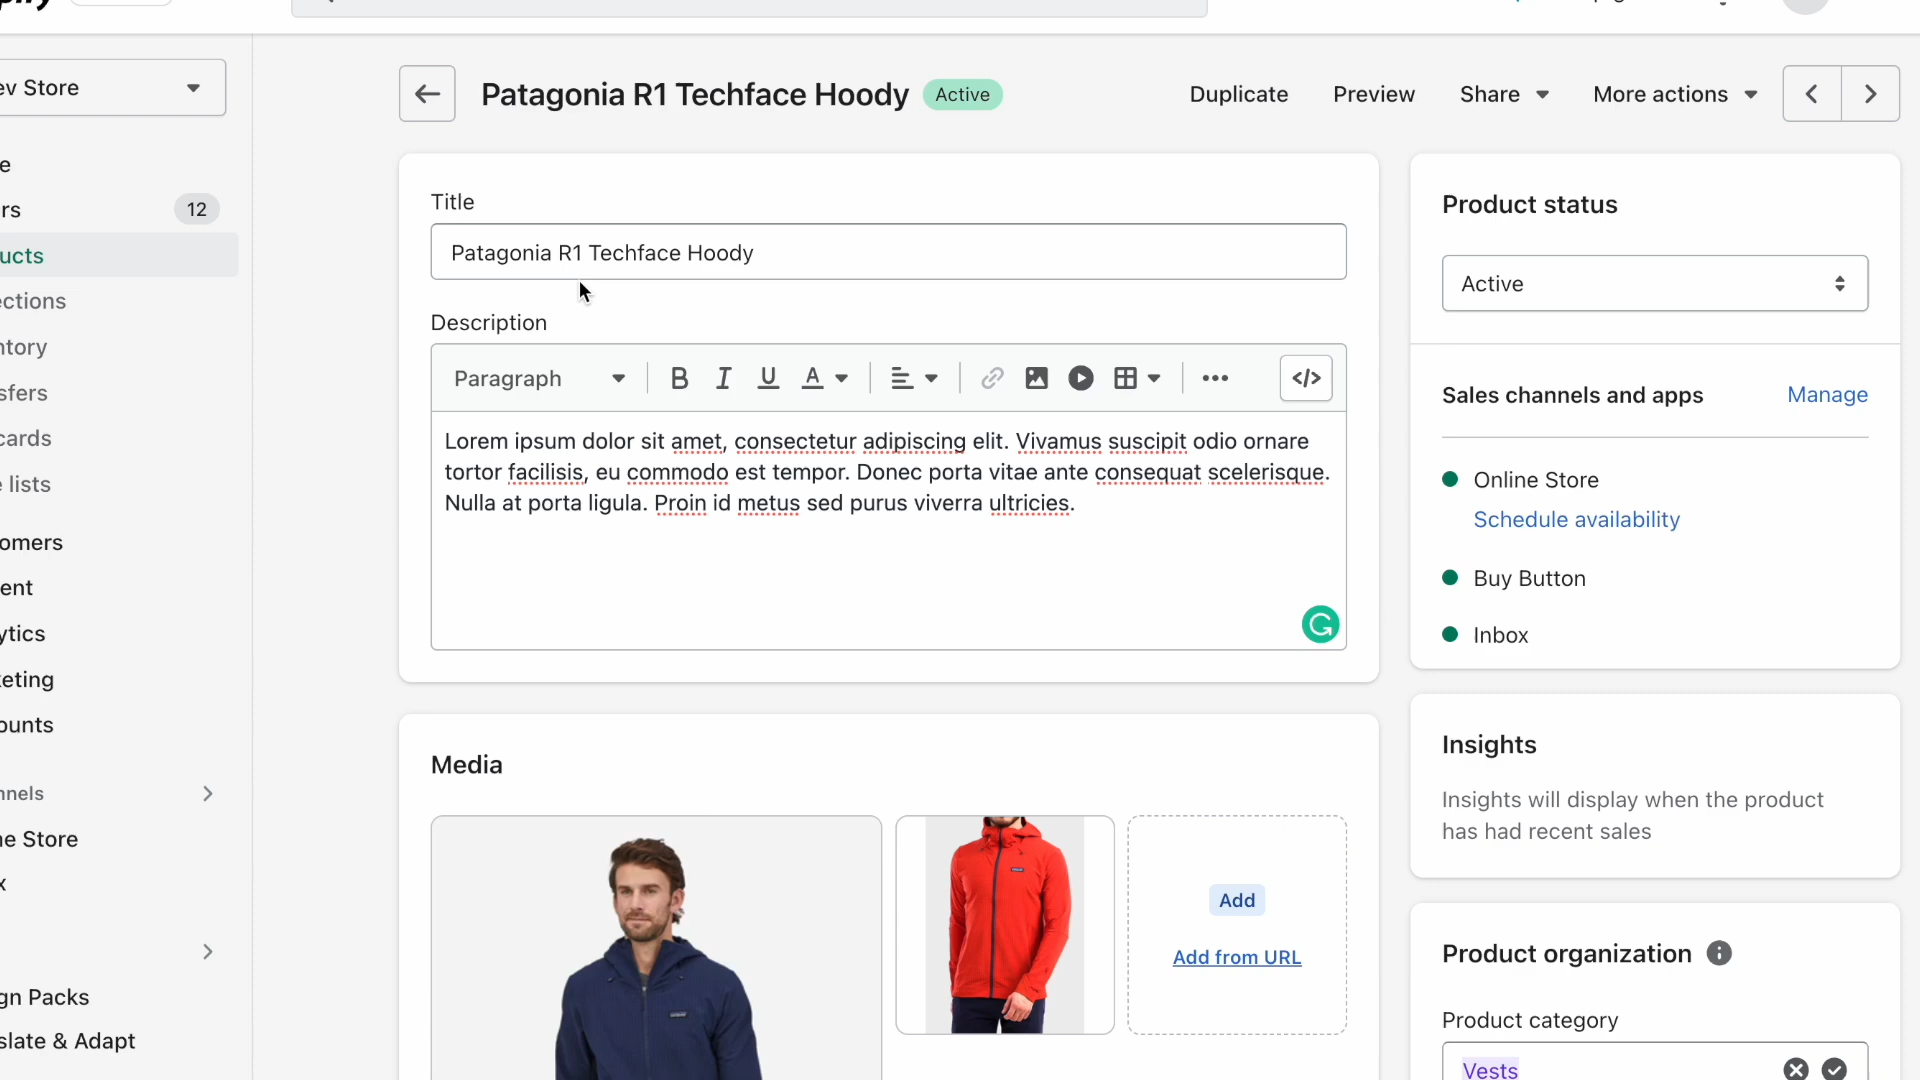 ev Store
e
rs
12
ucts
ections
ntory
sfers
cards
e lists
omers
ent
ytics
keting
ounts
nnels
ne Store
x
gn Packs
slate & Adapt
Patagonia R1 Techface Hoody
Active
Duplicate
Preview
Share
More actions
Title
Patagonia R1 Techface Hoody
Description
Paragraph
B I U A
</>
Lorem ipsum dolor sit amet, consectetur adipiscing elit. Vivamus suscipit odio ornare
tortor facilisis, eu commodo est tempor. Donec porta vitae ante consequat scelerisque.
Nulla at porta ligula. Proin id metus sed purus viverra ultricies.
Media
Add
Add from URL
Product status
Active
Sales channels and apps
Manage
Online Store
Schedule availability
Buy Button
Inbox
Insights
Insights will display when the product
has had recent sales
Product organization
Product category
Vests